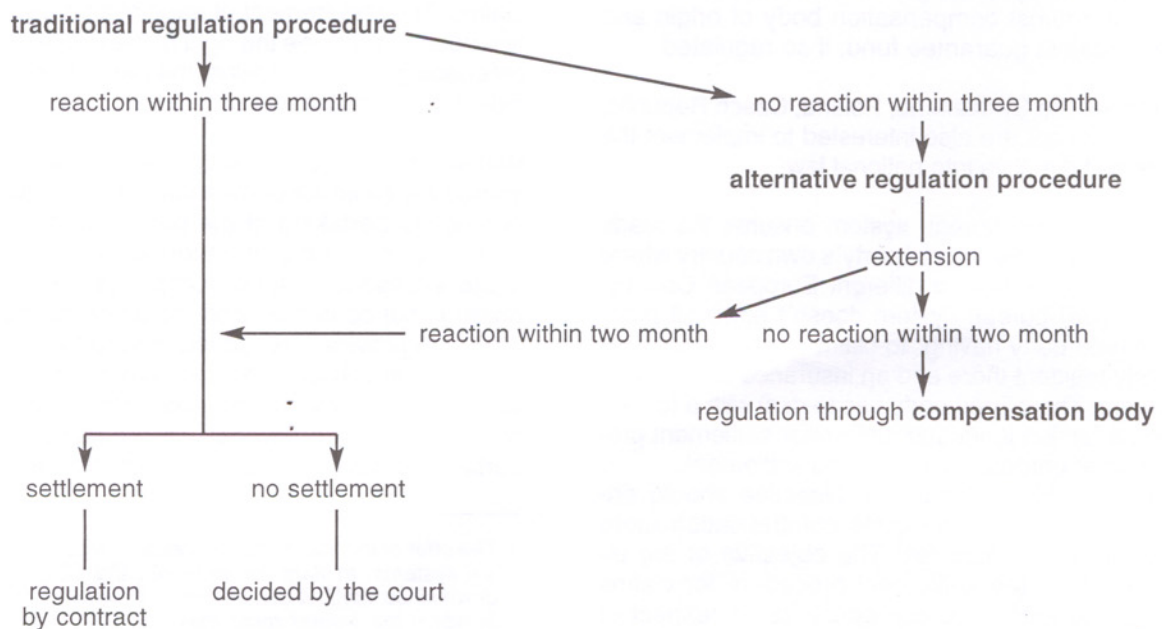 traditional regulation procedure
reaction within three month
no reaction within three month
alternative regulation procedure
extension
reaction within two month
no reaction within two month
regulation through compensation body
settlement
no settlement
regulation
by contract
decided by the court